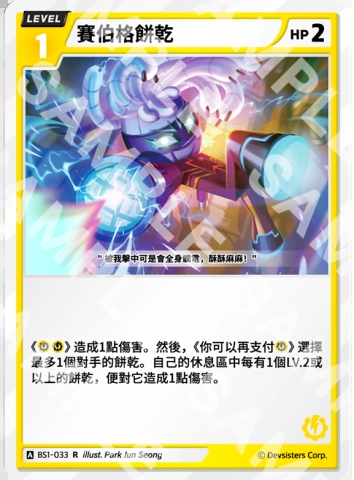 LEVEL
1
賽伯格餅乾
HP 2
"被我擊中可是會全身觸電，酥酥麻麻！"
《》造成1點傷害。然後，《你可以再支付》選擇
最多1個對手的餅乾。自己的休息區中每有1個LV.2或
以上的餅乾，便對它造成1點傷害。
A BS1-033 R illust. Park Jun Seong
© Devsisters Corp.
SAMPLE